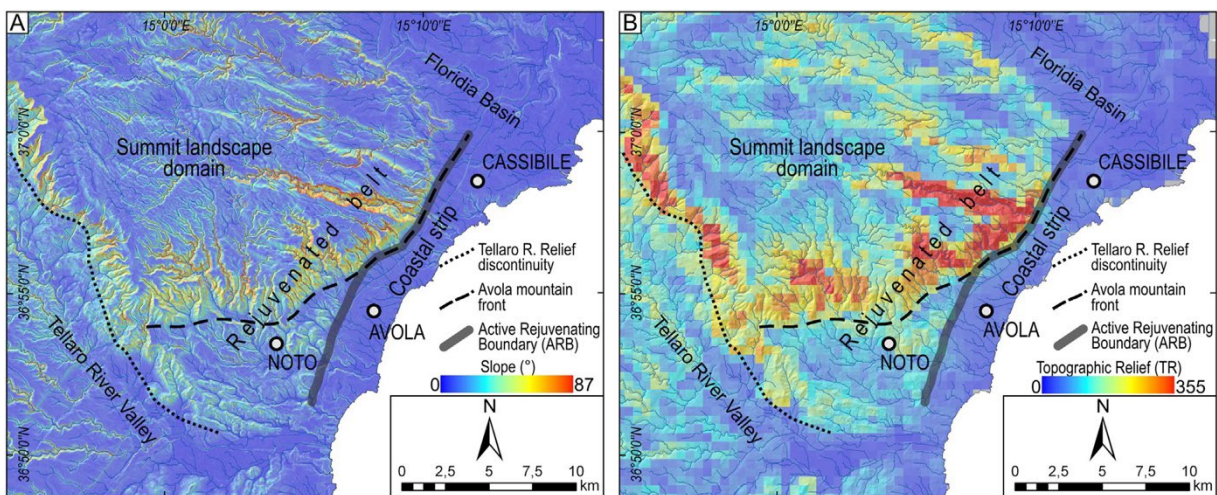 A
15°0'0"E
15°10'0"E
Floridia Basin
37°0'0"N
Summit landscape
domain
CASSIBILE
Rejuvenated belt
Coastal strip
Tellaro R. Relief
discontinuity
Avola mountain
front
Active Rejuvenating
Boundary (ARB)
36°55'0"N
AVOLA
NOTO
Tellaro River Valley
Slope (°)
0 87
N
36°50'0"N
0 2,5 5 7,5 10
km
B
15°0'0"E
15°10'0"E
Floridia Basin
37°0'0"N
Summit landscape
domain
CASSIBILE
Rejuvenated belt
Coastal strip
Tellaro R. Relief
discontinuity
Avola mountain
front
Active Rejuvenating
Boundary (ARB)
36°55'0"N
AVOLA
NOTO
Tellaro River Valley
Topographic Relief (TR)
0 355
N
36°50'0"N
0 2,5 5 7,5 10
km